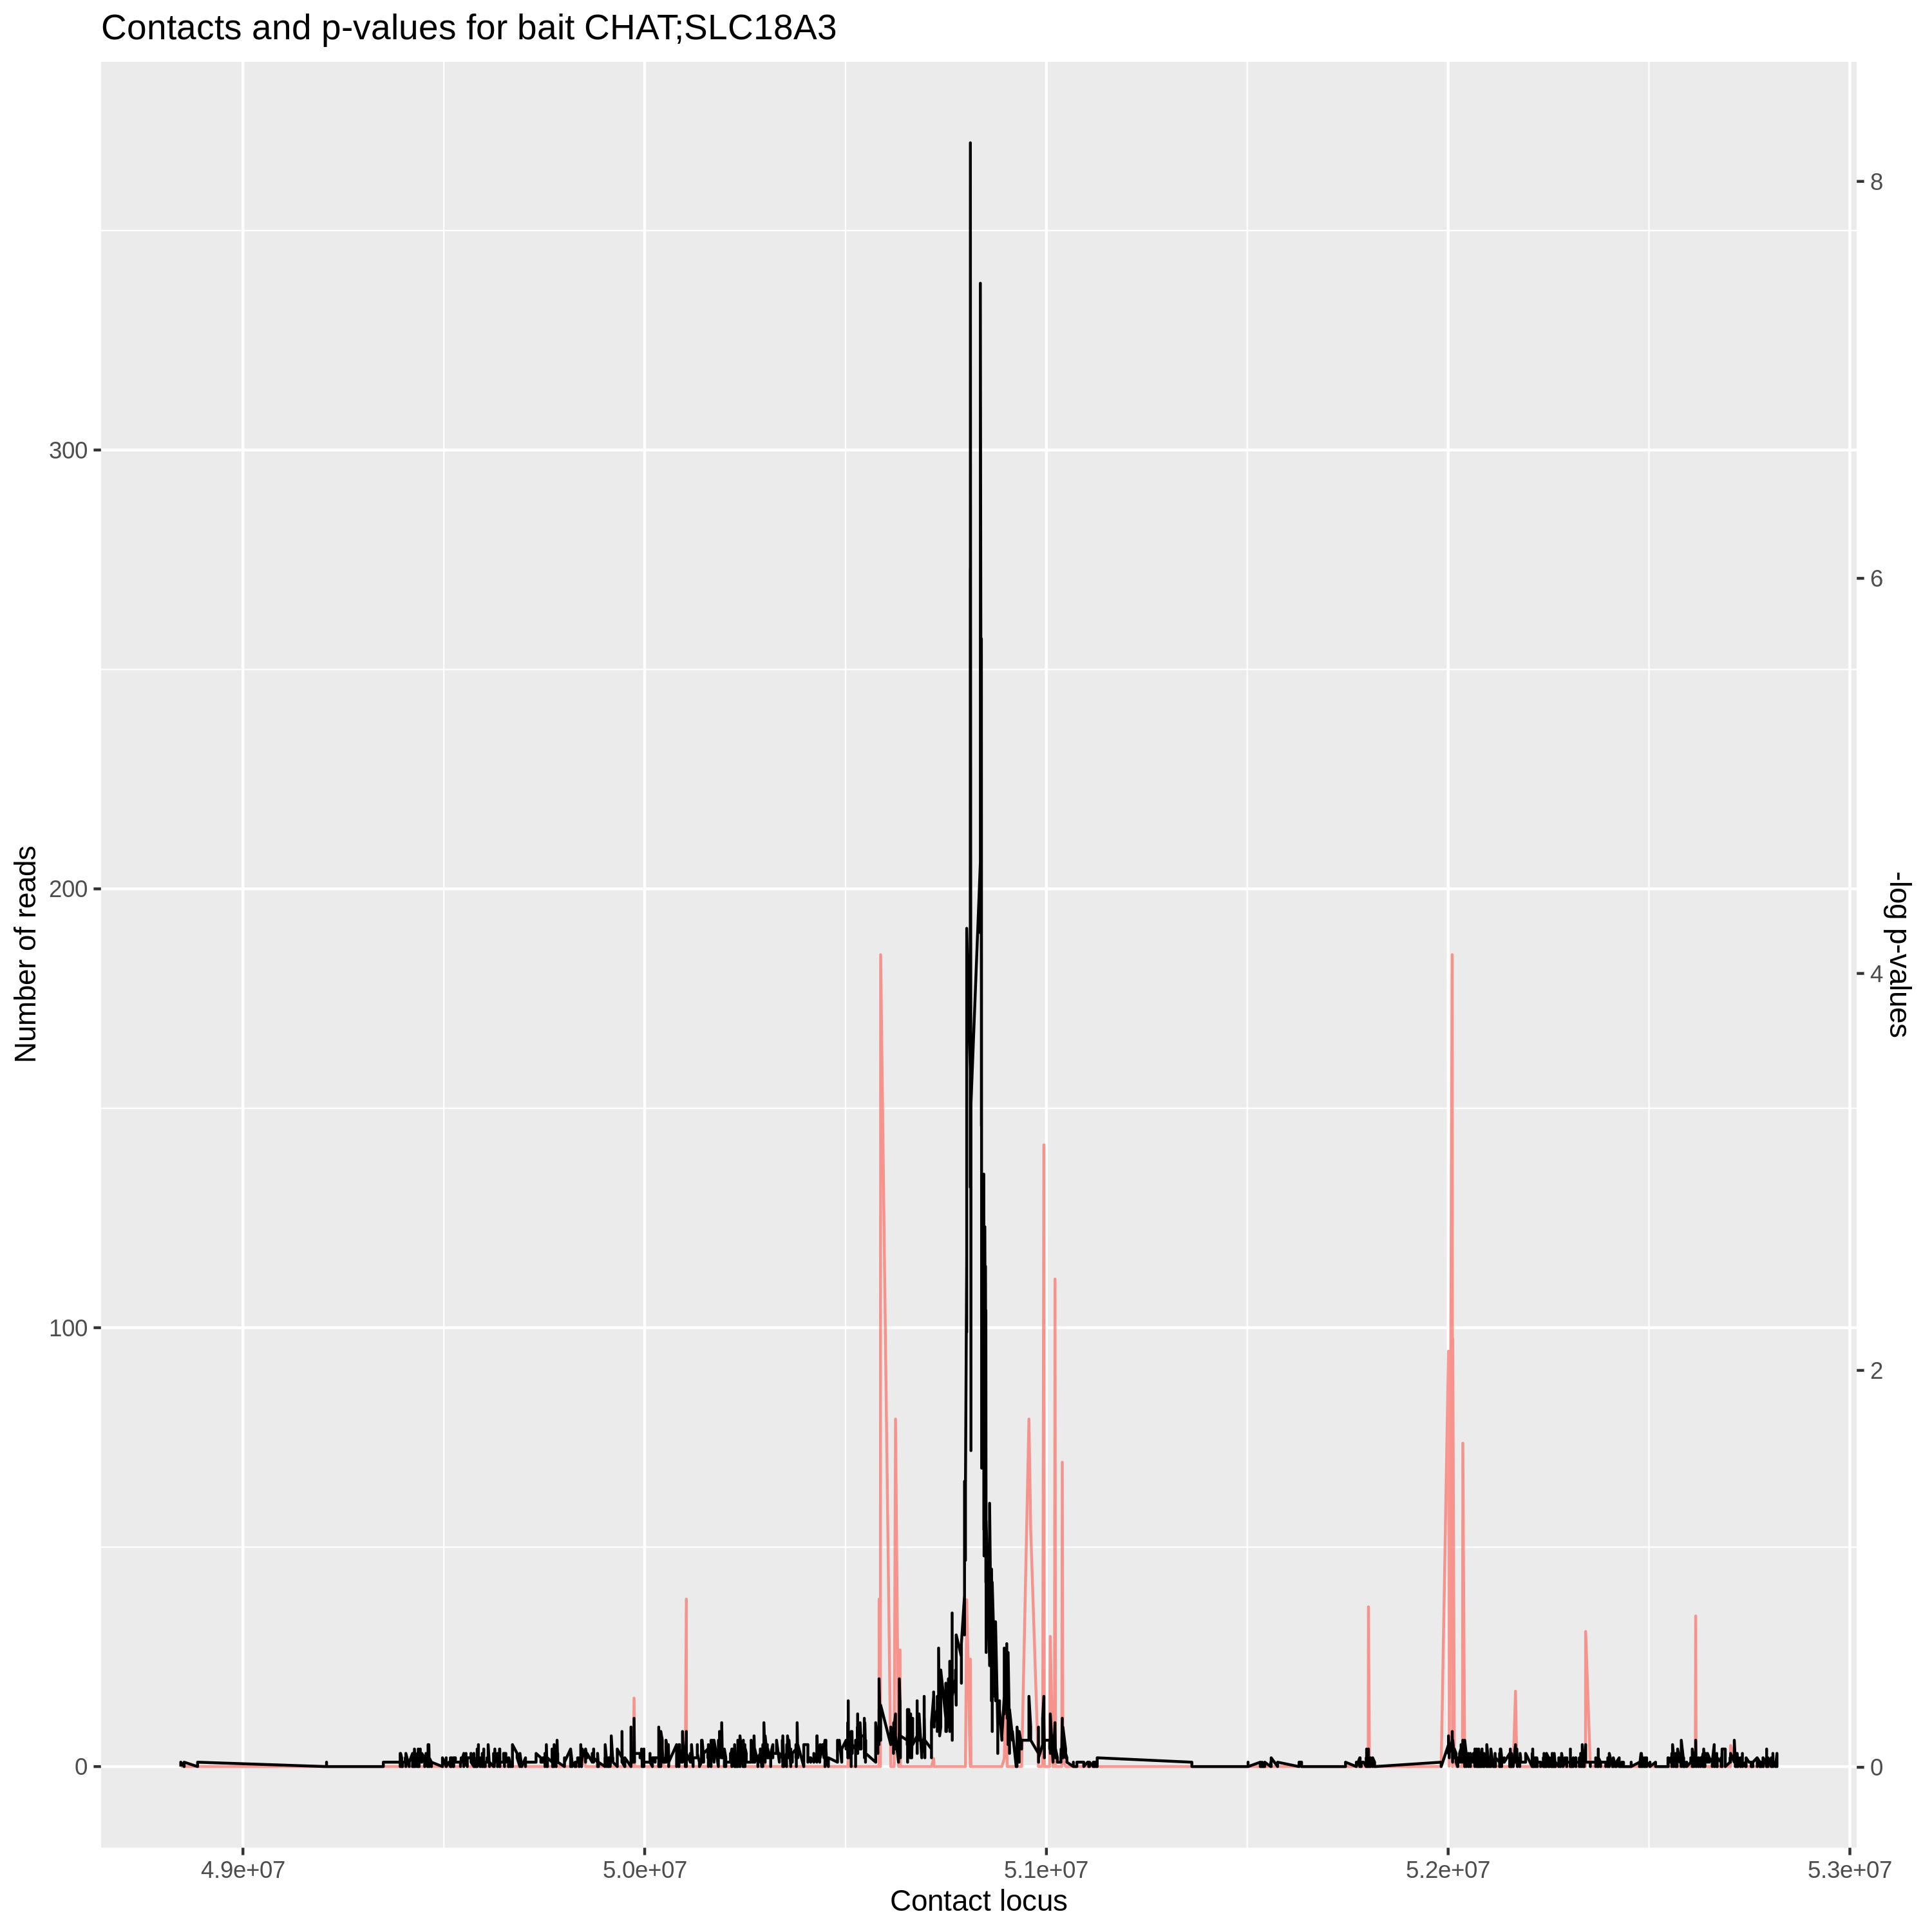 Contacts and p-values for bait CHAT;SLC18A3
Number of reads
300
200
100
0
8
6
4
2
0
-log p-values
4.9e+07
5.0e+07
5.1e+07
5.2e+07
5.3e+07
Contact locus